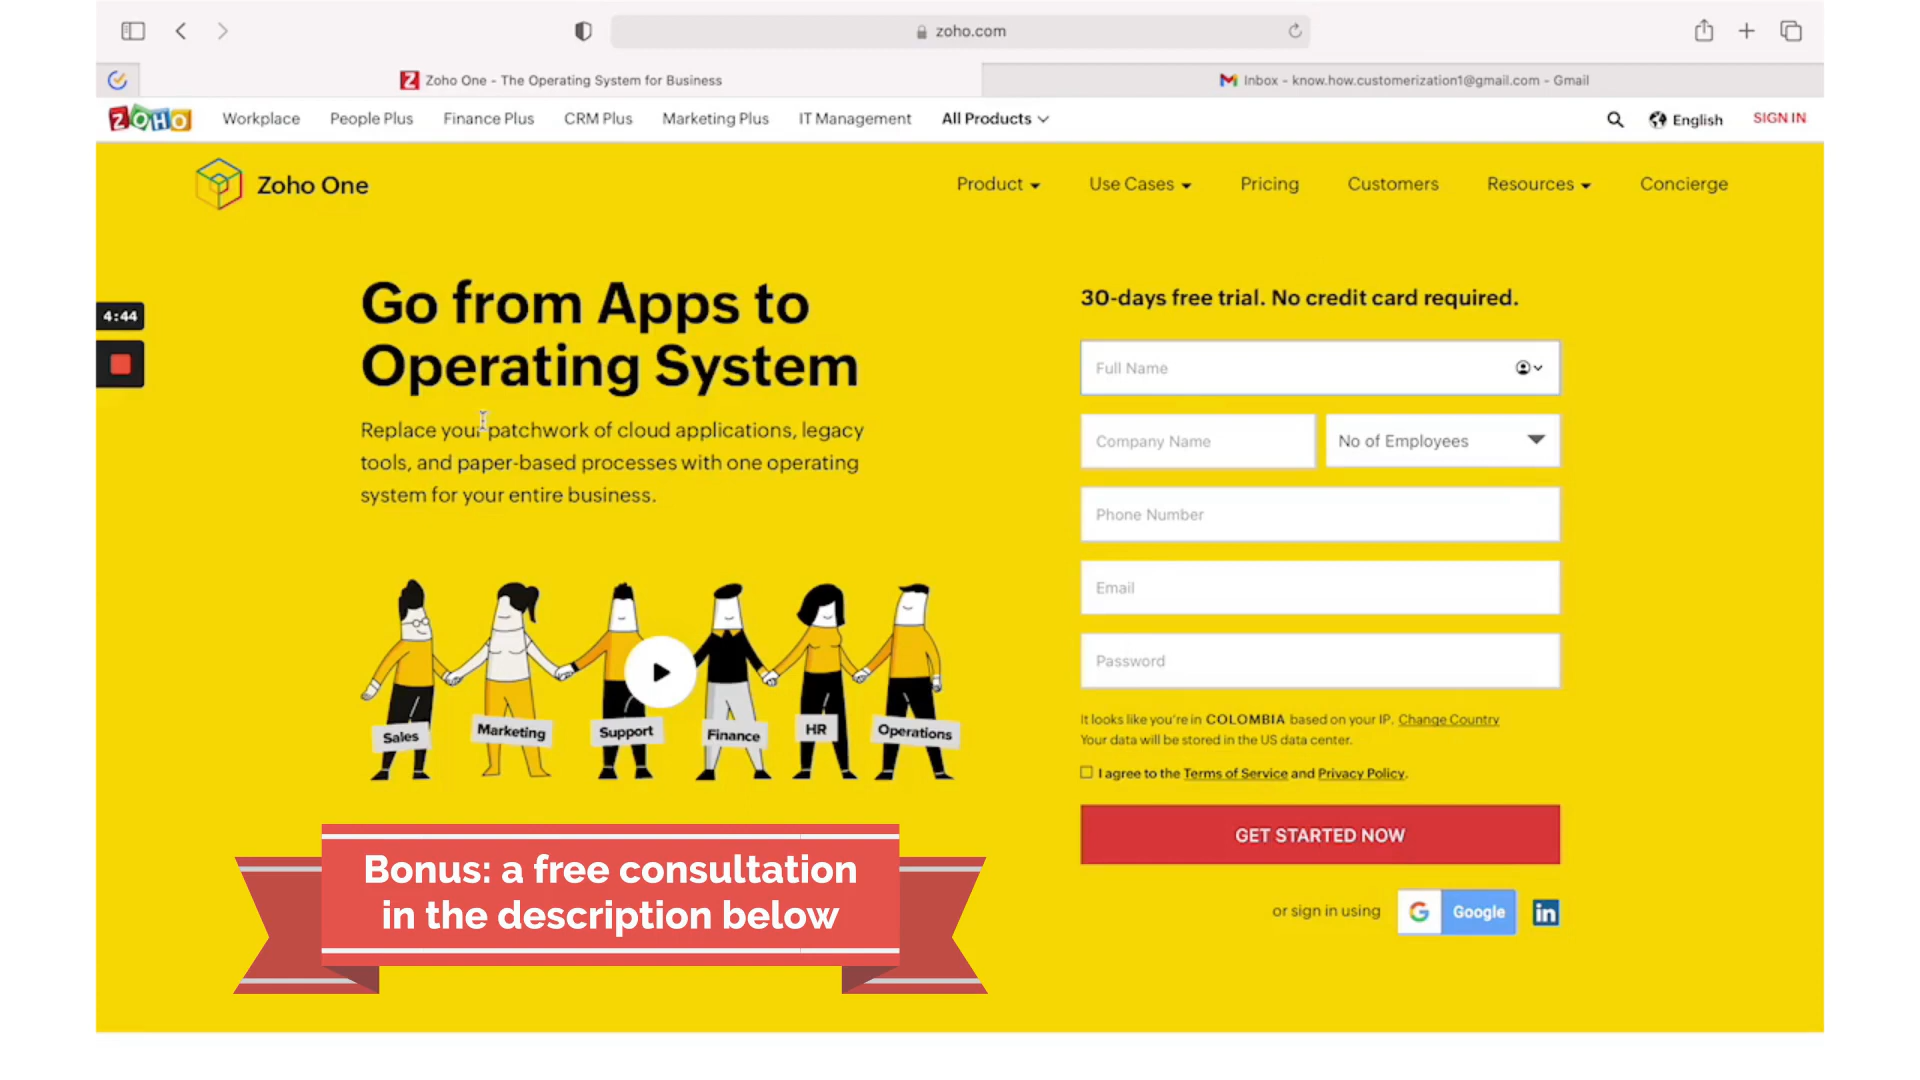 zoho.com
Zoho One - The Operating System for Business
Inbox - know.how.customerization1@gmail.com - Gmail
ZOHO
Workplace
People Plus
Finance Plus
CRM Plus
Marketing Plus
IT Management
All Products
English
SIGN IN
Zoho One
Product
Use Cases
Pricing
Customers
Resources
Concierge
4:44
Go from Apps to
Operating System
Replace your patchwork of cloud applications, legacy
tools, and paper-based processes with one operating
system for your entire business.
Sales
Marketing
Support
Finance
HR
Operations
Bonus: a free consultation
in the description below
30-days free trial. No credit card required.
Full Name
Company Name
No of Employees
Phone Number
Email
Password
It looks like you're in COLOMBIA based on your IP. Change Country
Your data will be stored in the US data center.
I agree to the Terms of Service and Privacy Policy.
GET STARTED NOW
or sign in using
G Google
in